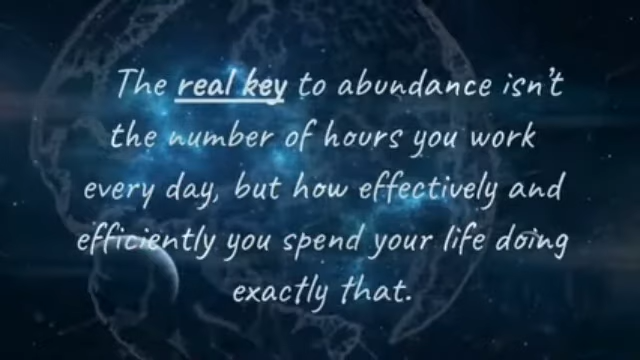 The real key to abundance isn't
the number of hours you work
every day, but how effectively and
efficiently you spend your life doing
exactly that.